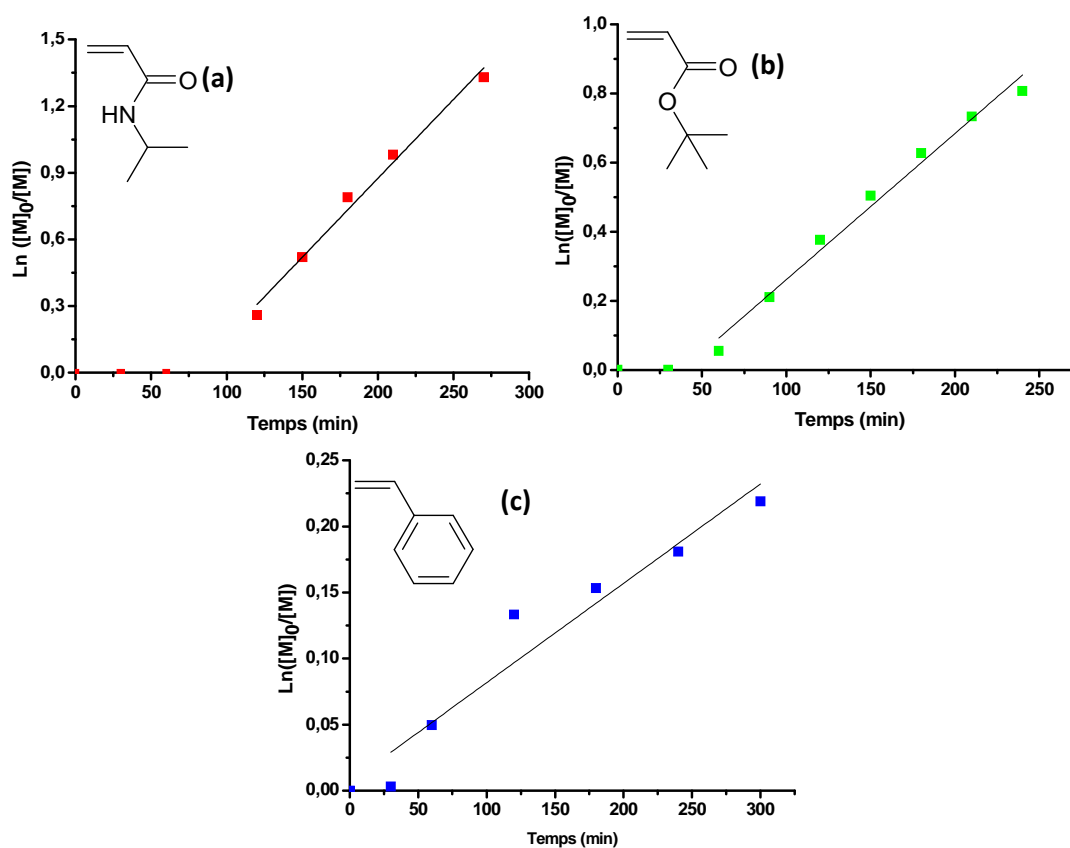 (a)
1,5
1,2
0,9
0,6
0,3
0,0
Ln ([M]0/[M])
0
50
100
150
200
250
300
Temps (min)
O
HN
(b)
1,0
0,8
0,6
0,4
0,2
0,0
Ln([M]0/[M])
0
50
100
150
200
250
Temps (min)
O
O
(c)
0,25
0,20
0,15
0,10
0,05
0,00
Ln([M]0/[M])
0
50
100
150
200
250
300
Temps (min)